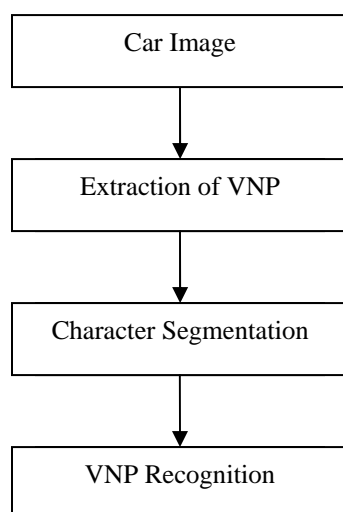 Car Image
Extraction of VNP
Character Segmentation
VNP Recognition